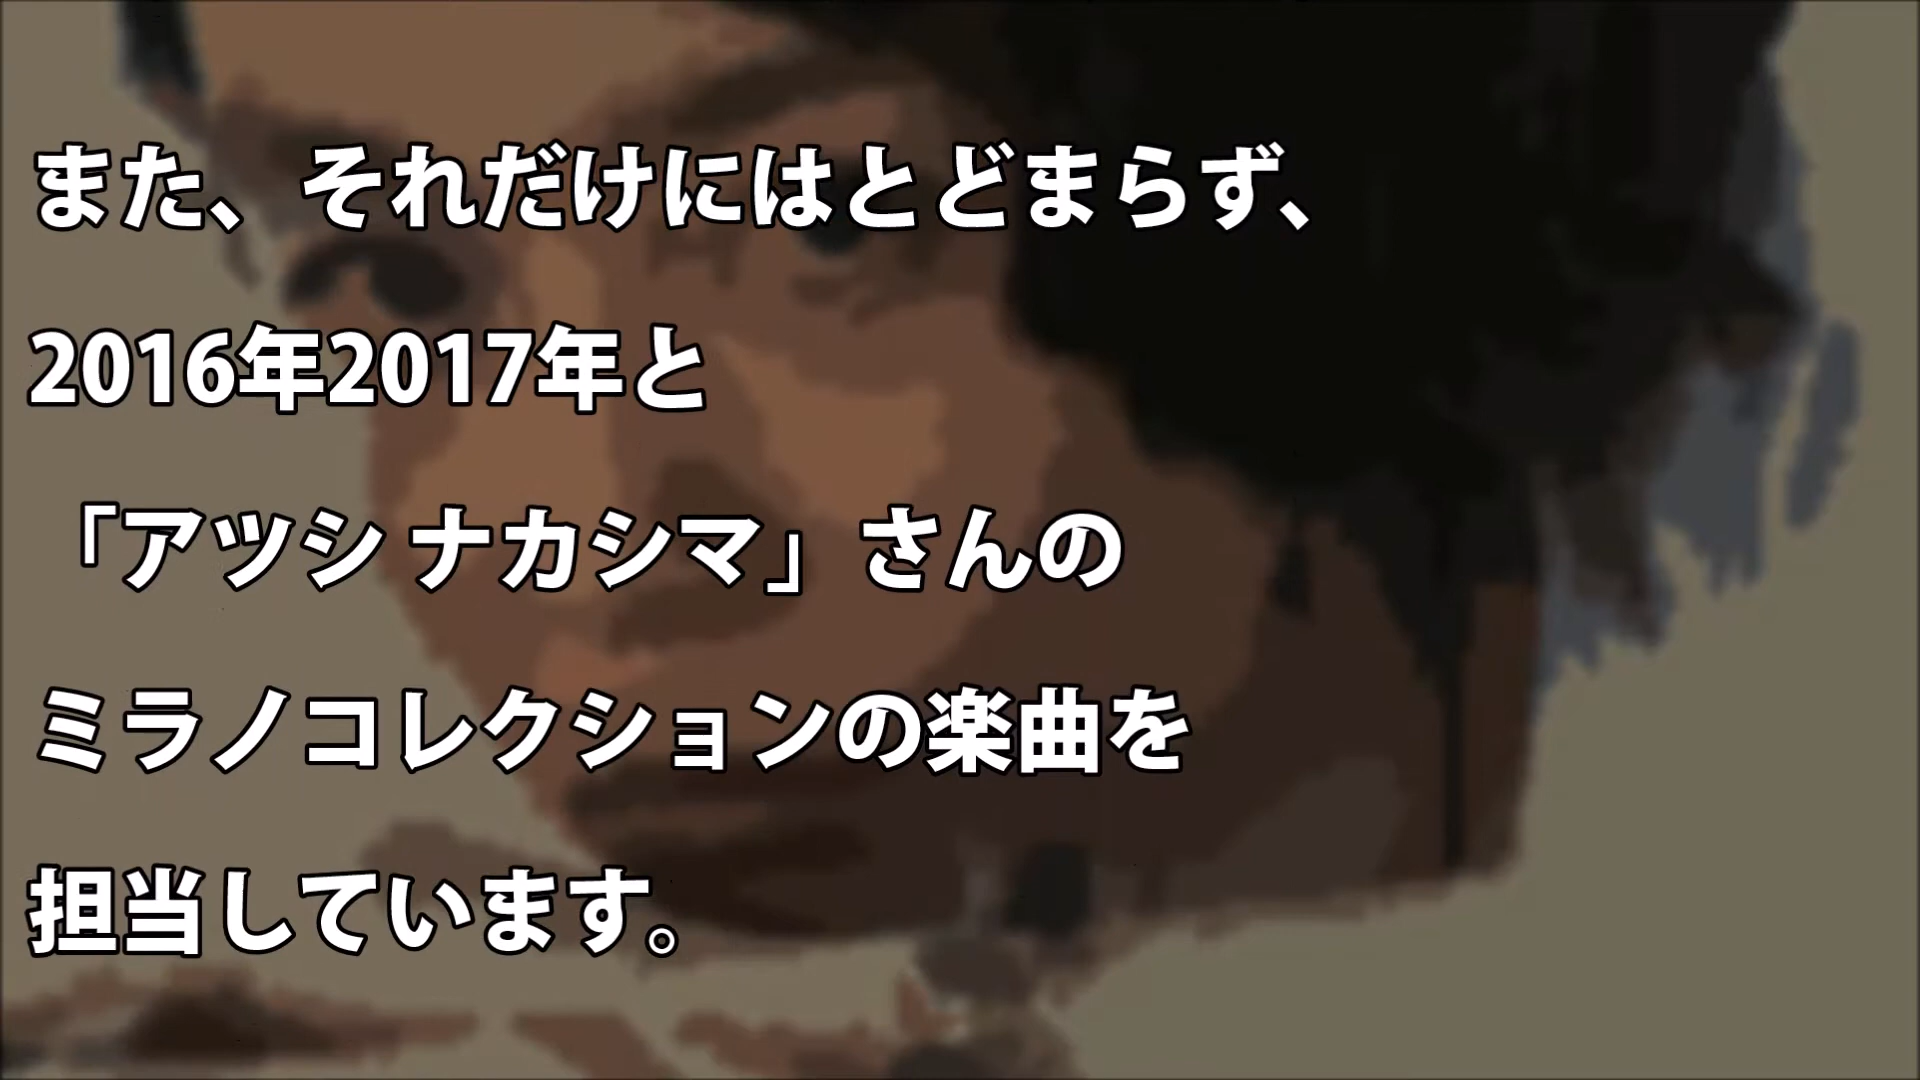 また、それだけにはとどまらず、
2016年2017年と
「アツシ ナカシマ」さんの
ミラノコレクションの楽曲を
担当しています。